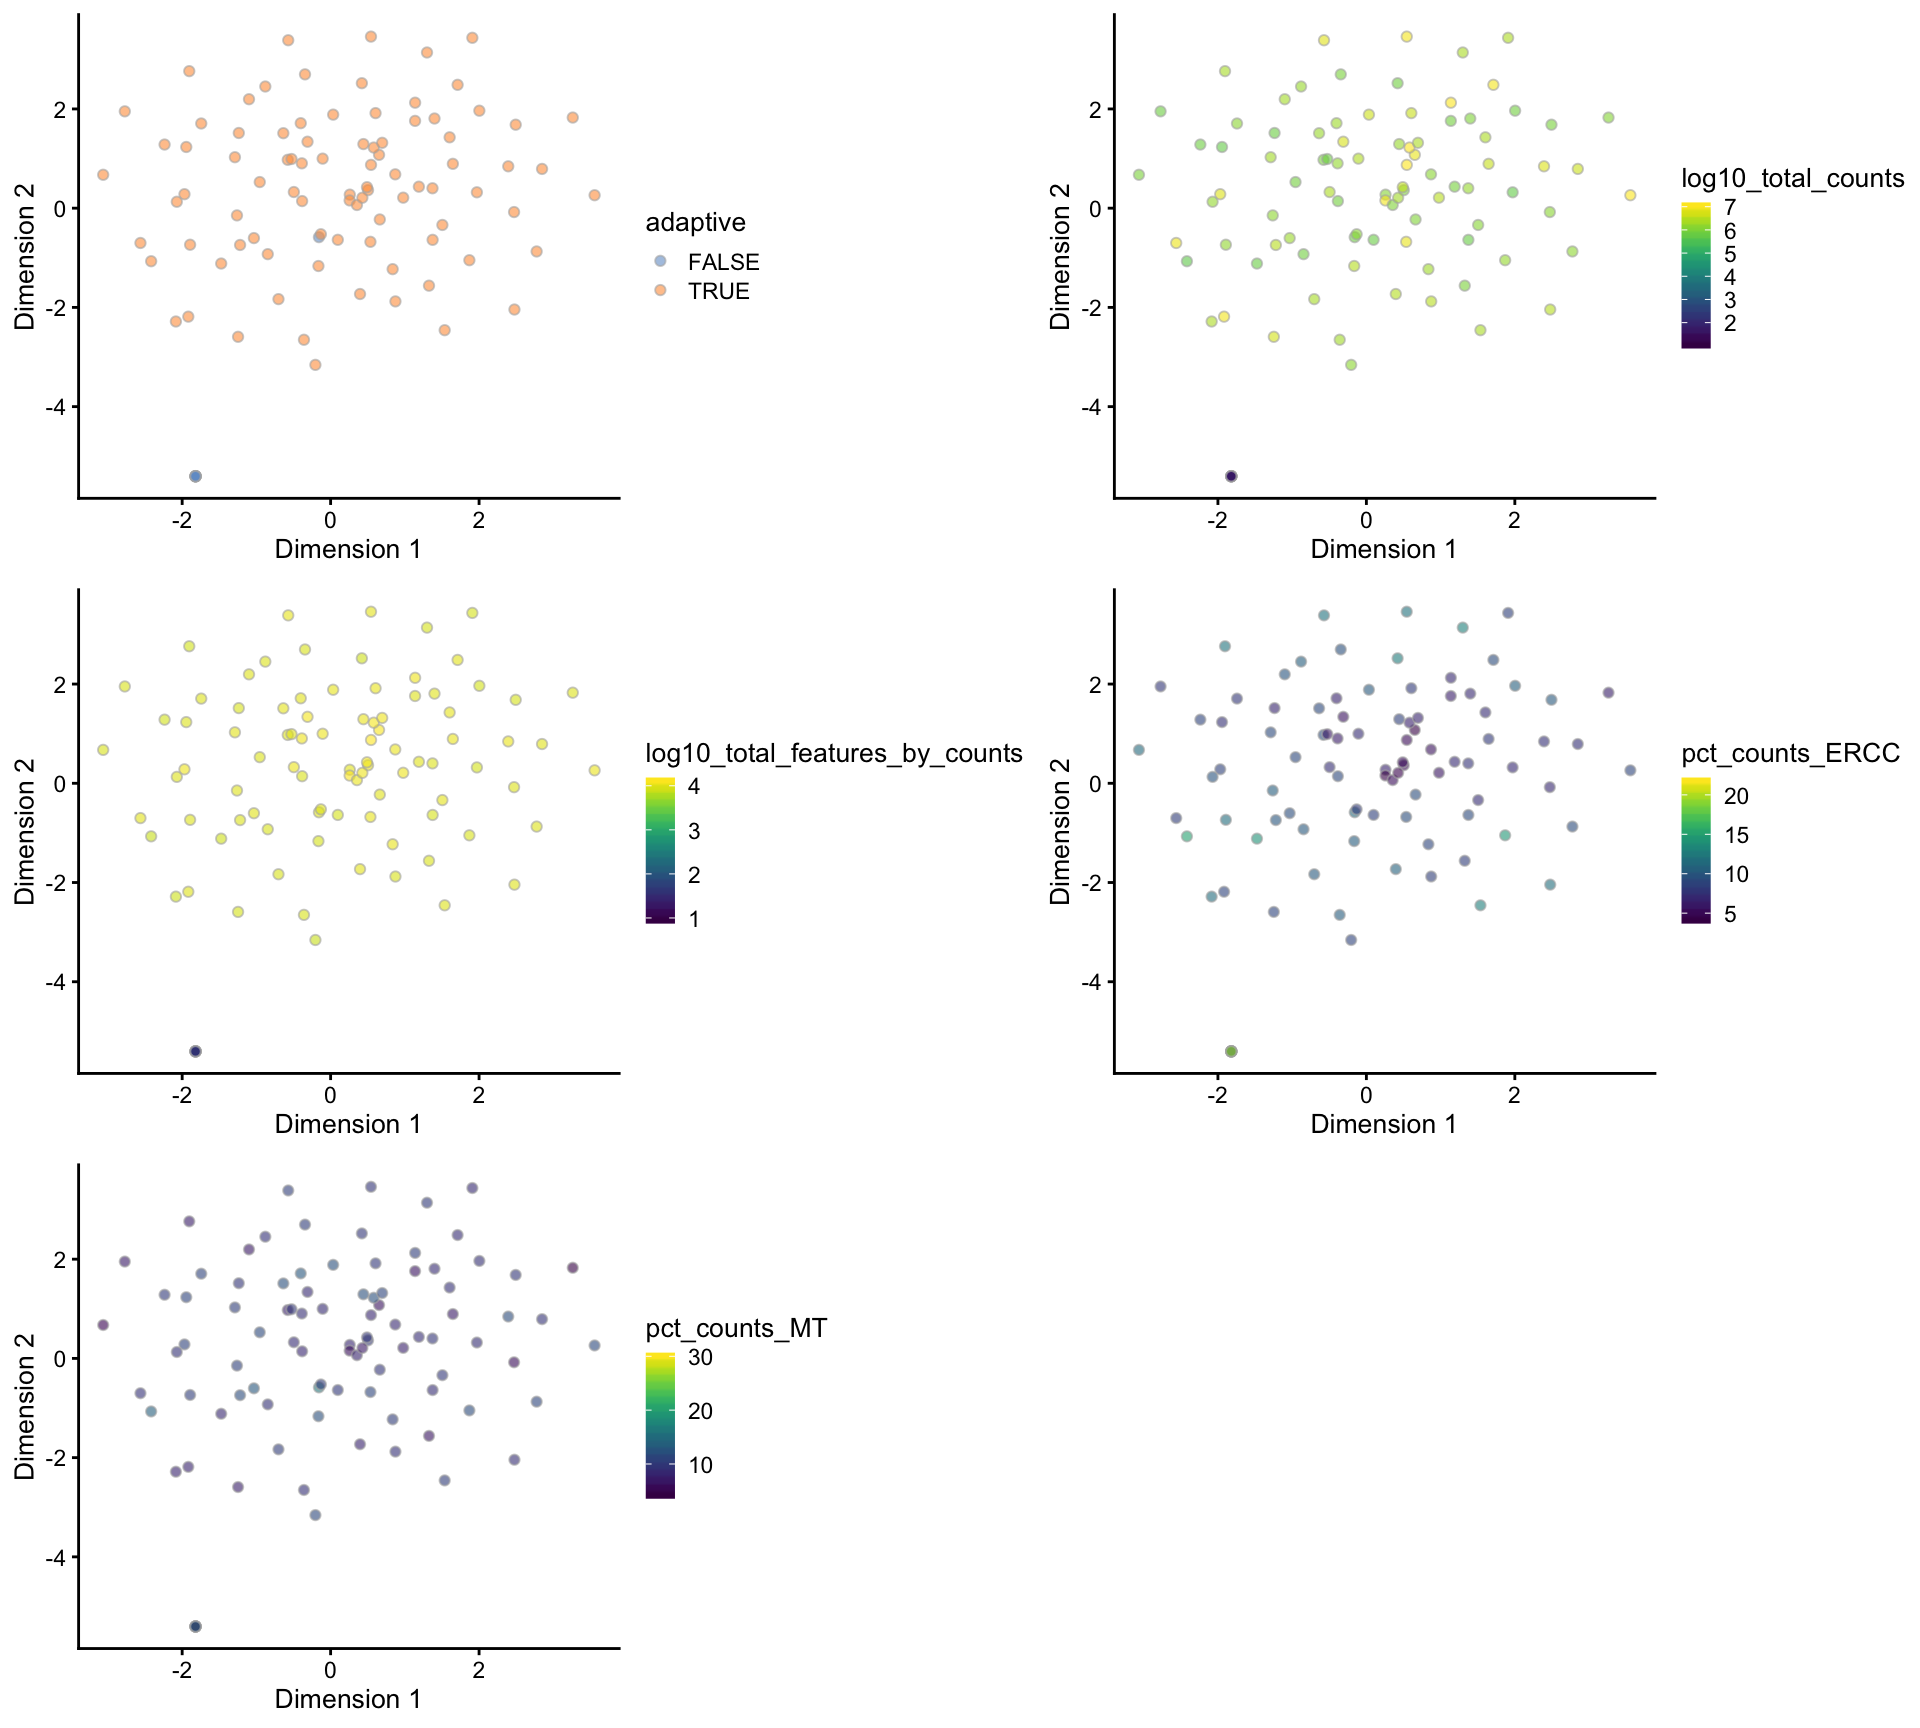 2
0
-2
-4
Dimension 2
-2 0 2
Dimension 1
adaptive
FALSE
TRUE
2
0
-2
-4
Dimension 2
-2 0 2
Dimension 1
log10_total_counts
7
6
5
4
3
2
2
0
-2
-4
Dimension 2
-2 0 2
Dimension 1
log10_total_features_by_counts
4
3
2
1
2
0
-2
-4
Dimension 2
-2 0 2
Dimension 1
pct_counts_ERCC
20
15
10
5
2
0
-2
-4
Dimension 2
-2 0 2
Dimension 1
pct_counts_MT
30
20
10